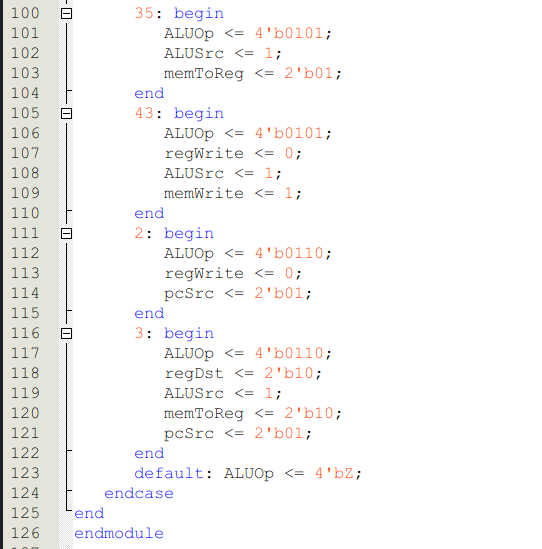 100 35: begin
101 ALUOp <= 4'b0101;
102 ALUSrc <= 1;
103 memToReg <= 2'b01;
104 end
105 43: begin
106 ALUOp <= 4'b0101;
107 regWrite <= 0;
108 ALUSrc <= 1;
109 memWrite <= 1;
110 end
111 2: begin
112 ALUOp <= 4'b0110;
113 regWrite <= 0;
114 pcSrc <= 2'b01;
115 end
116 3: begin
117 ALUOp <= 4'b0110;
118 regDst <= 2'b10;
119 ALUSrc <= 1;
120 memToReg <= 2'b10;
121 pcSrc <= 2'b01;
122 end
123 default: ALUOp <= 4'bZ;
124 endcase
125 end
126 endmodule